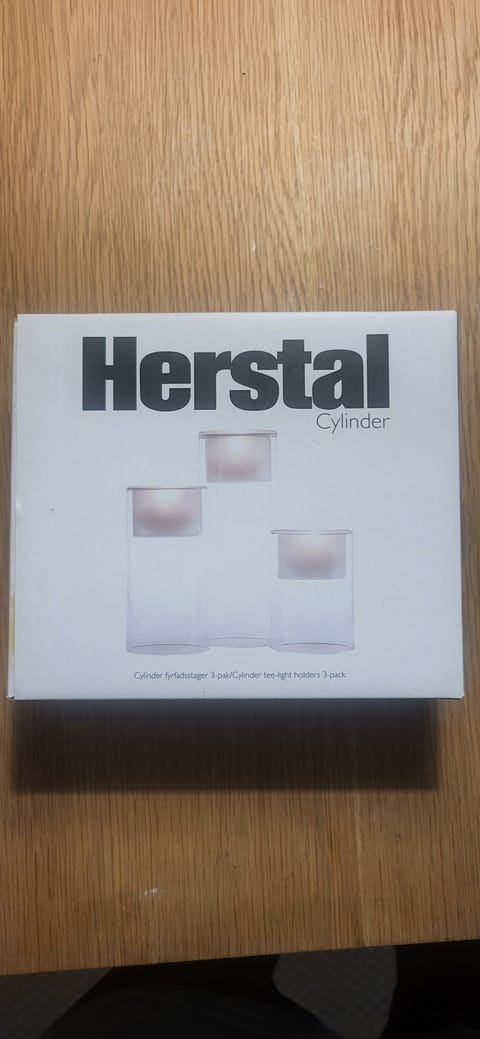 Herstal
Cylinder
Cylinder fyrfadsstager 3-pak/Cylinder tee-light holders 3-pack